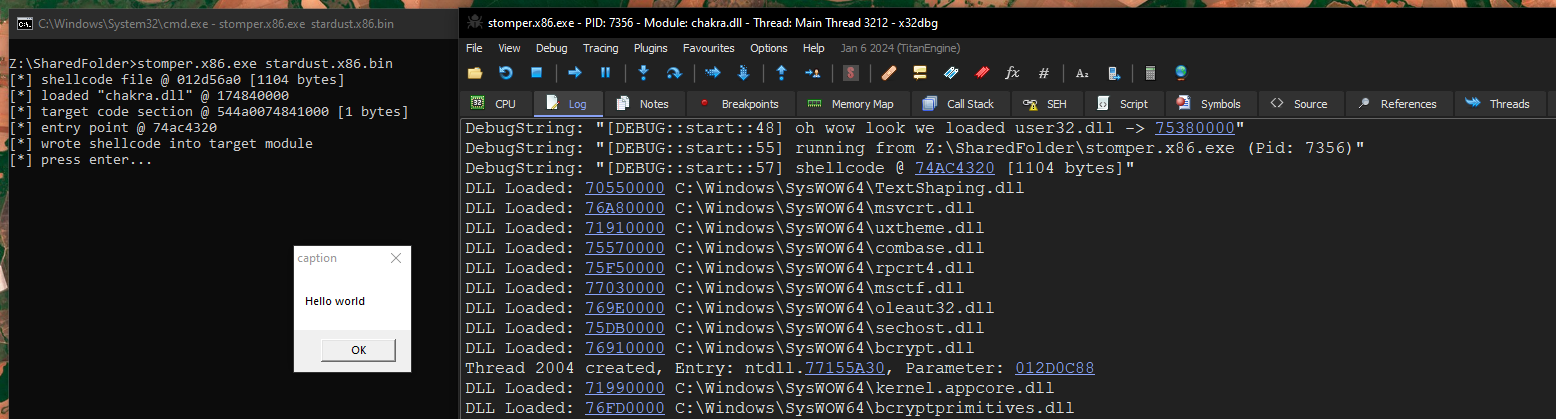 C:\Windows\System32\cmd.exe - stomper.x86.exe stardust.x86.bin
Z:\SharedFolder>stomper.x86.exe stardust.x86.bin
[*] shellcode file @ 012d56a0 [1104 bytes]
[*] loaded "chakra.dll" @ 174840000
[*] target code section @ 544a0074841000 [1 bytes]
[*] entry point @ 74ac4320
[*] wrote shellcode into target module
[*] press enter...
caption
Hello world
OK
stomper.x86.exe - PID: 7356 - Module: chakra.dll - Thread: Main Thread 3212 - x32dbg
File View Debug Tracing Plugins Favourites Options Help Jan 6 2024 (TitanEngine)
CPU Log Notes Breakpoints Memory Map Call Stack SEH Script Symbols Source References Threads
DebugString: "[DEBUG::start::48] oh wow look we loaded user32.dll -> 75380000"
DebugString: "[DEBUG::start::55] running from Z:\SharedFolder\stomper.x86.exe (Pid: 7356)"
DebugString: "[DEBUG::start::57] shellcode @ 74AC4320 [1104 bytes]"
DLL Loaded: 70550000 C:\Windows\SysWOW64\TextShaping.dll
DLL Loaded: 76A80000 C:\Windows\SysWOW64\msvcrt.dll
DLL Loaded: 71910000 C:\Windows\SysWOW64\uxtheme.dll
DLL Loaded: 75570000 C:\Windows\SysWOW64\combase.dll
DLL Loaded: 75F50000 C:\Windows\SysWOW64\rpcrt4.dll
DLL Loaded: 77030000 C:\Windows\SysWOW64\msctf.dll
DLL Loaded: 769E0000 C:\Windows\SysWOW64\oleaut32.dll
DLL Loaded: 75DB0000 C:\Windows\SysWOW64\sechost.dll
DLL Loaded: 76910000 C:\Windows\SysWOW64\bcrypt.dll
Thread 2004 created, Entry: ntdll.77155A30, Parameter: 012D0C88
DLL Loaded: 71990000 C:\Windows\SysWOW64\kernel.appcore.dll
DLL Loaded: 76FD0000 C:\Windows\SysWOW64\bcryptprimitives.dll